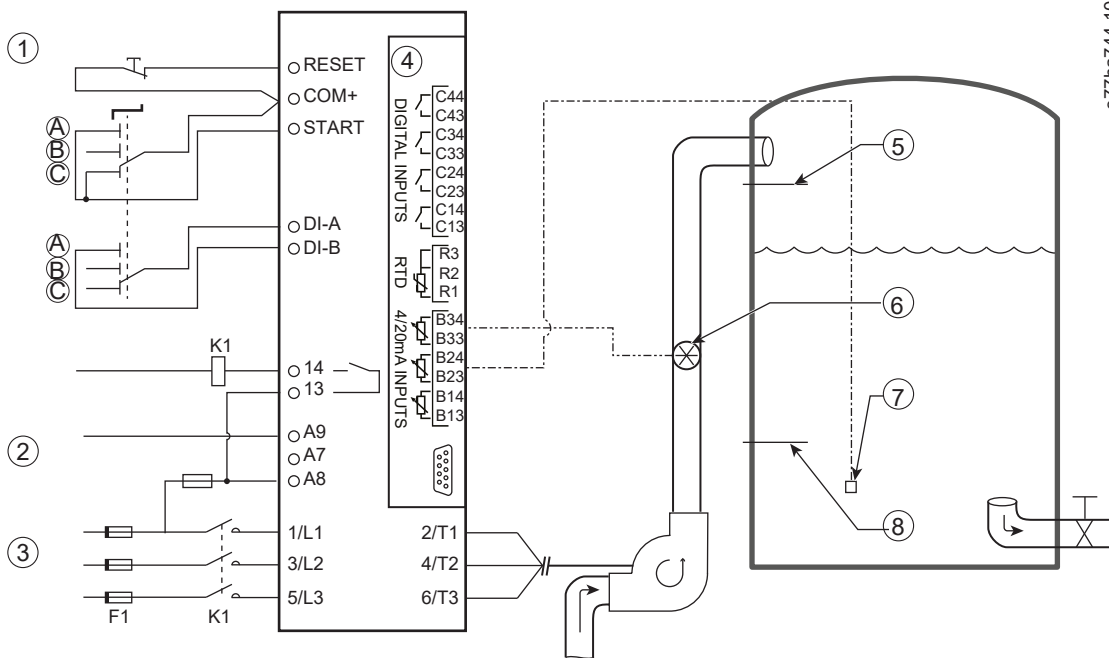 1
RESET
COM+
START
A
B
C
DI-A
DI-B
A
B
C
K1
14
13
2
A9
A7
A8
3
1/L1
3/L2
5/L3
F1
K1
2/T1
4/T2
6/T3
4
DIGITAL INPUTS
C44
C43
C34
C33
C24
C23
C14
C13
RTD
R3
R2
R1
4/20mA INPUTS
B34
B33
B24
B23
B14
B13
5
6
7
8